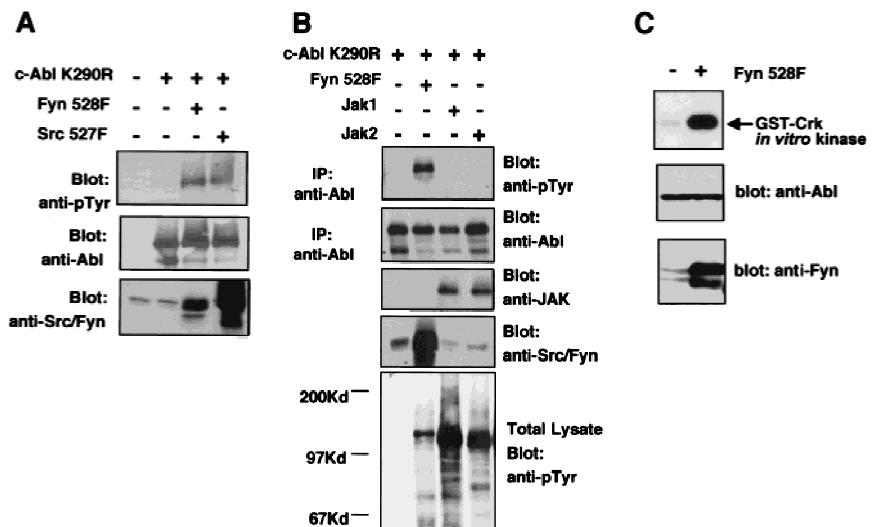 A
c-Abl K290R - + + +
Fyn 528F - - + -
Src 527F - - - +
Blot:
anti-pTyr
Blot:
anti-Abl
Blot:
anti-Src/Fyn
B
c-Abl K290R + + + +
Fyn 528F - + - -
Jak1 - - + -
Jak2 - - - +
IP:
anti-Abl
Blot:
anti-pTyr
IP:
anti-Abl
Blot:
anti-Abl
Blot:
anti-JAK
Blot:
anti-Src/Fyn
200Kd
97Kd
67Kd
Total Lysate
Blot:
anti-pTyr
C
- + Fyn 528F
GST-Crk
in vitro kinase
blot: anti-Abl
blot: anti-Fyn